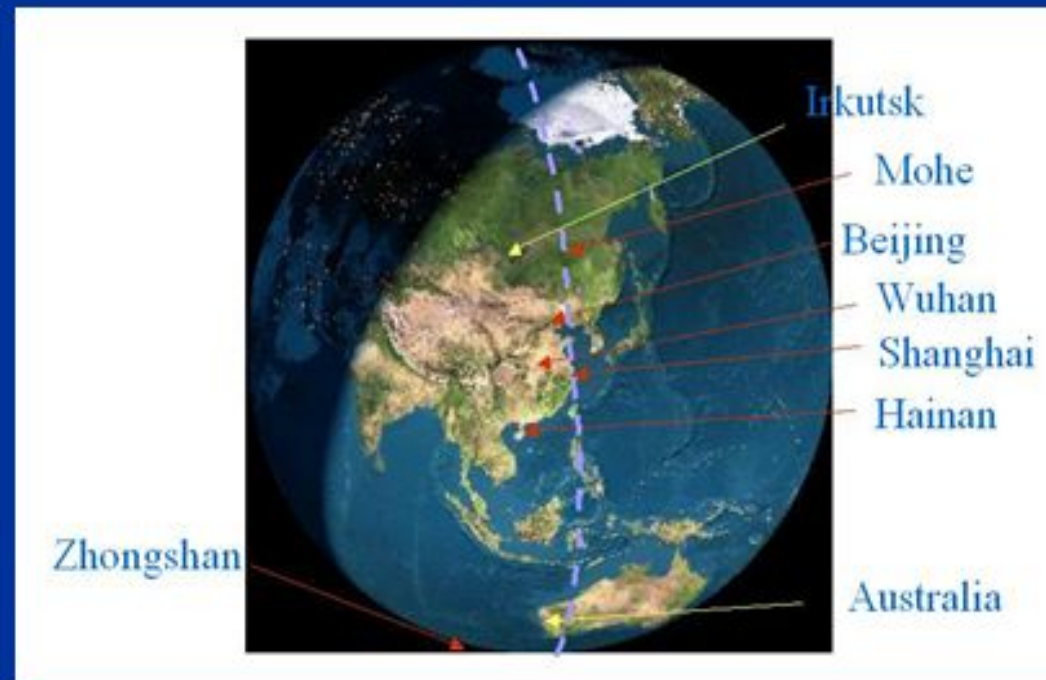 Irkutsk
Mohe
Beijing
Wuhan
Shanghai
Hainan
Zhongshan
Australia